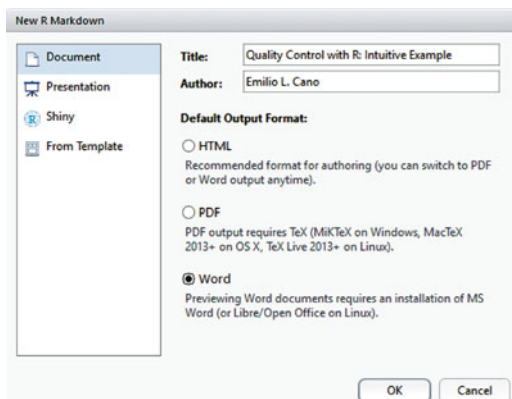 New R Markdown
Document
Presentation
Shiny
From Template
Title:
Quality Control with R: Intuitive Example
Author:
Emilio L. Cano
Default Output Format:
HTML
Recommended format for authoring (you can switch to PDF
or Word output anytime).
PDF
PDF output requires TeX (MiKTeX on Windows, MacTeX
2013+ on OS X, TeX Live 2013+ on Linux).
Word
Previewing Word documents requires an installation of MS
Word (or Libre/Open Office on Linux).
OK
Cancel